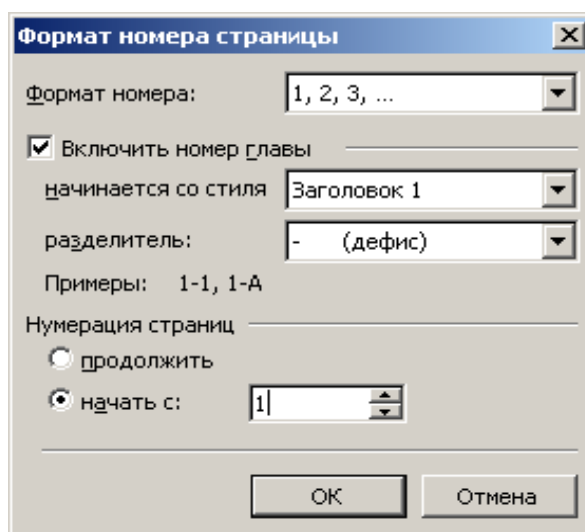 Формат номера страницы
Формат номера: 1, 2, 3, ...
Включить номер главы
начинается со стиля Заголовок 1
разделитель: - (дефис)
Примеры: 1-1, 1-A
Нумерация страниц
продолжить
начать с: 1
ОК Отмена